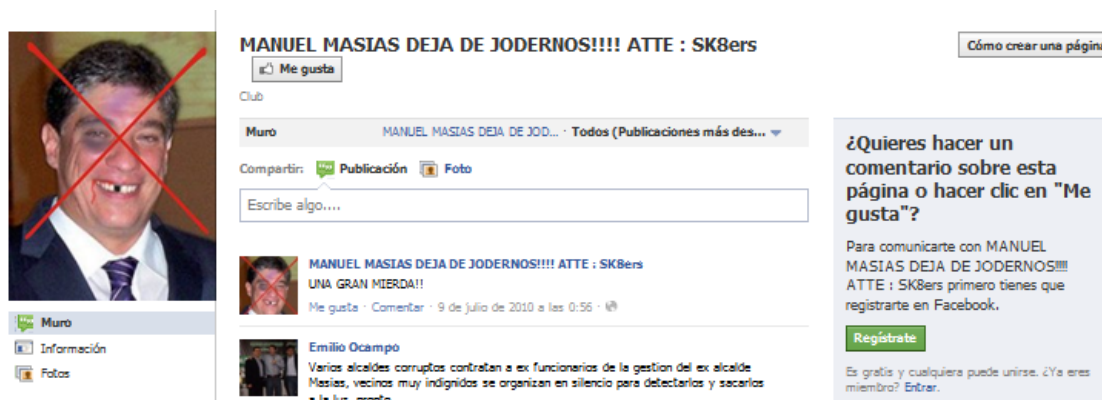 MANUEL MASIAS DEJA DE JODERNOS!!!! ATTE : SK8ers
Me gusta
Cómo crear una página
Club
Muro MANUEL MASIAS DEJA DE JOD... · Todos (Publicaciones más des...
Compartir: Publicación Foto
Escribe algo....
MANUEL MASIAS DEJA DE JODERNOS!!!! ATTE : SK8ers
UNA GRAN MIERDA!!
Me gusta · Comentar · 9 de julio de 2010 a las 0:56 ·
Emilio Ocampo
Varios alcaldes corruptos contratan a ex funcionarios de la gestion del ex alcalde
Masias, vecinos muy indignidos se organizan en silencio para detectarlos y sacarlos
a la luz, pronto
Muro
Información
Fotos
¿Quieres hacer un
comentario sobre esta
página o hacer clic en "Me
gusta"?
Para comunicarte con MANUEL
MASIAS DEJA DE JODERNOS!!!!
ATTE : SK8ers primero tienes que
registrarte en Facebook.
Regístrate
Es gratis y cualquiera puede unirse. ¿Ya eres
miembro? Entrar.